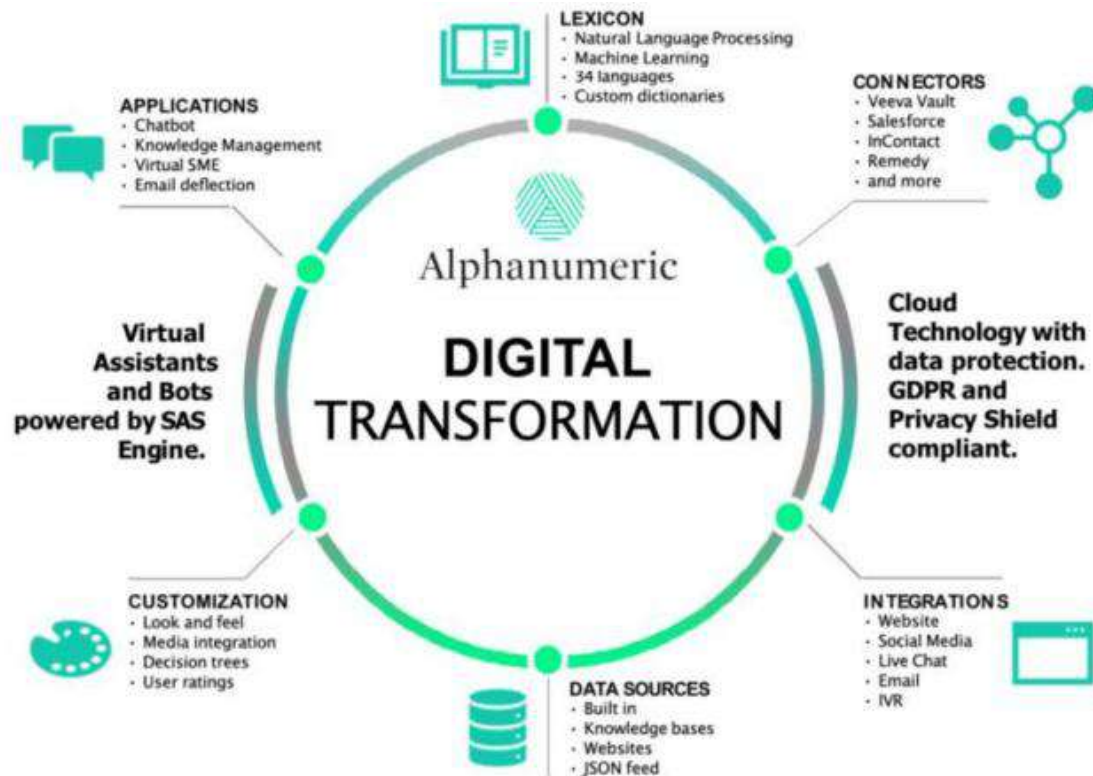 LEXICON
· Natural Language Processing
· Machine Learning
· 34 languages
· Custom dictionaries
CONNECTORS
· Veeva Vault
· Salesforce
· InContact
· Remedy
· and more
APPLICATIONS
· Chatbot
· Knowledge Management
· Virtual SME
· Email deflection
Alphanumeric
DIGITAL
TRANSFORMATION
Virtual
Assistants
and Bots
powered by SAS
Engine.
Cloud
Technology with
data protection.
GDPR and
Privacy Shield
compliant.
CUSTOMIZATION
· Look and feel
· Media integration
· Decision trees
· User ratings
DATA SOURCES
· Built in
· Knowledge bases
· Websites
· JSON feed
INTEGRATIONS
· Website
· Social Media
· Live Chat
· Email
· IVR